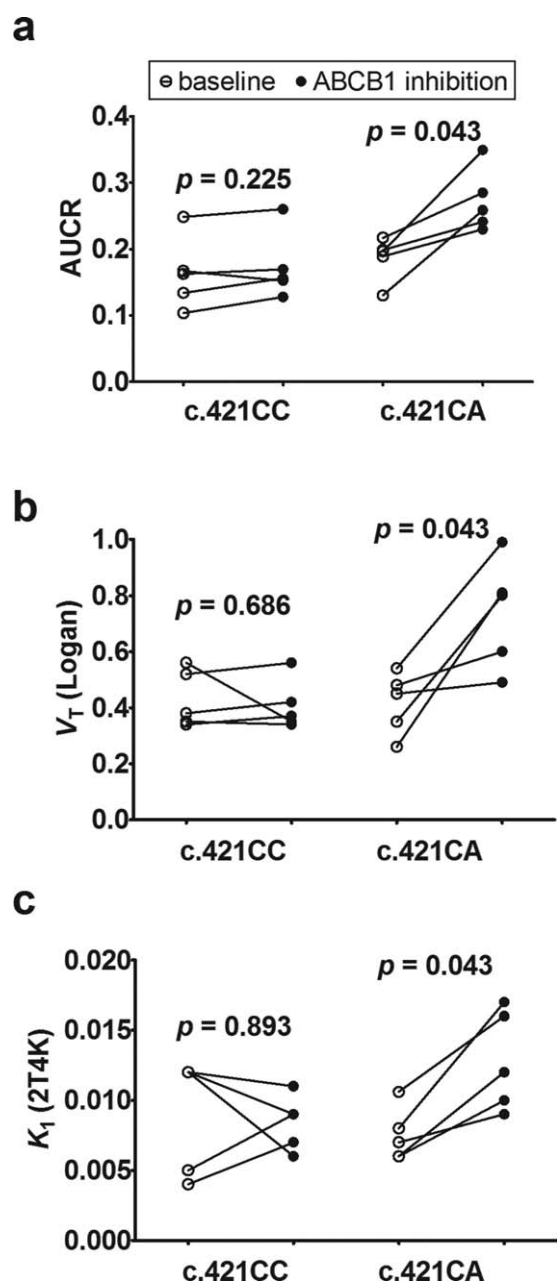 a
baseline ABCB1 inhibition
p = 0.043
p = 0.225
AUCR
0.4
0.3
0.2
0.1
0.0
c.421CC c.421CA
b
p = 0.043
p = 0.686
V_T (Logan)
1.0
0.8
0.6
0.4
0.2
0.0
c.421CC c.421CA
c
p = 0.043
p = 0.893
K_1 (2T4K)
0.020
0.015
0.010
0.005
0.000
c.421CC c.421CA